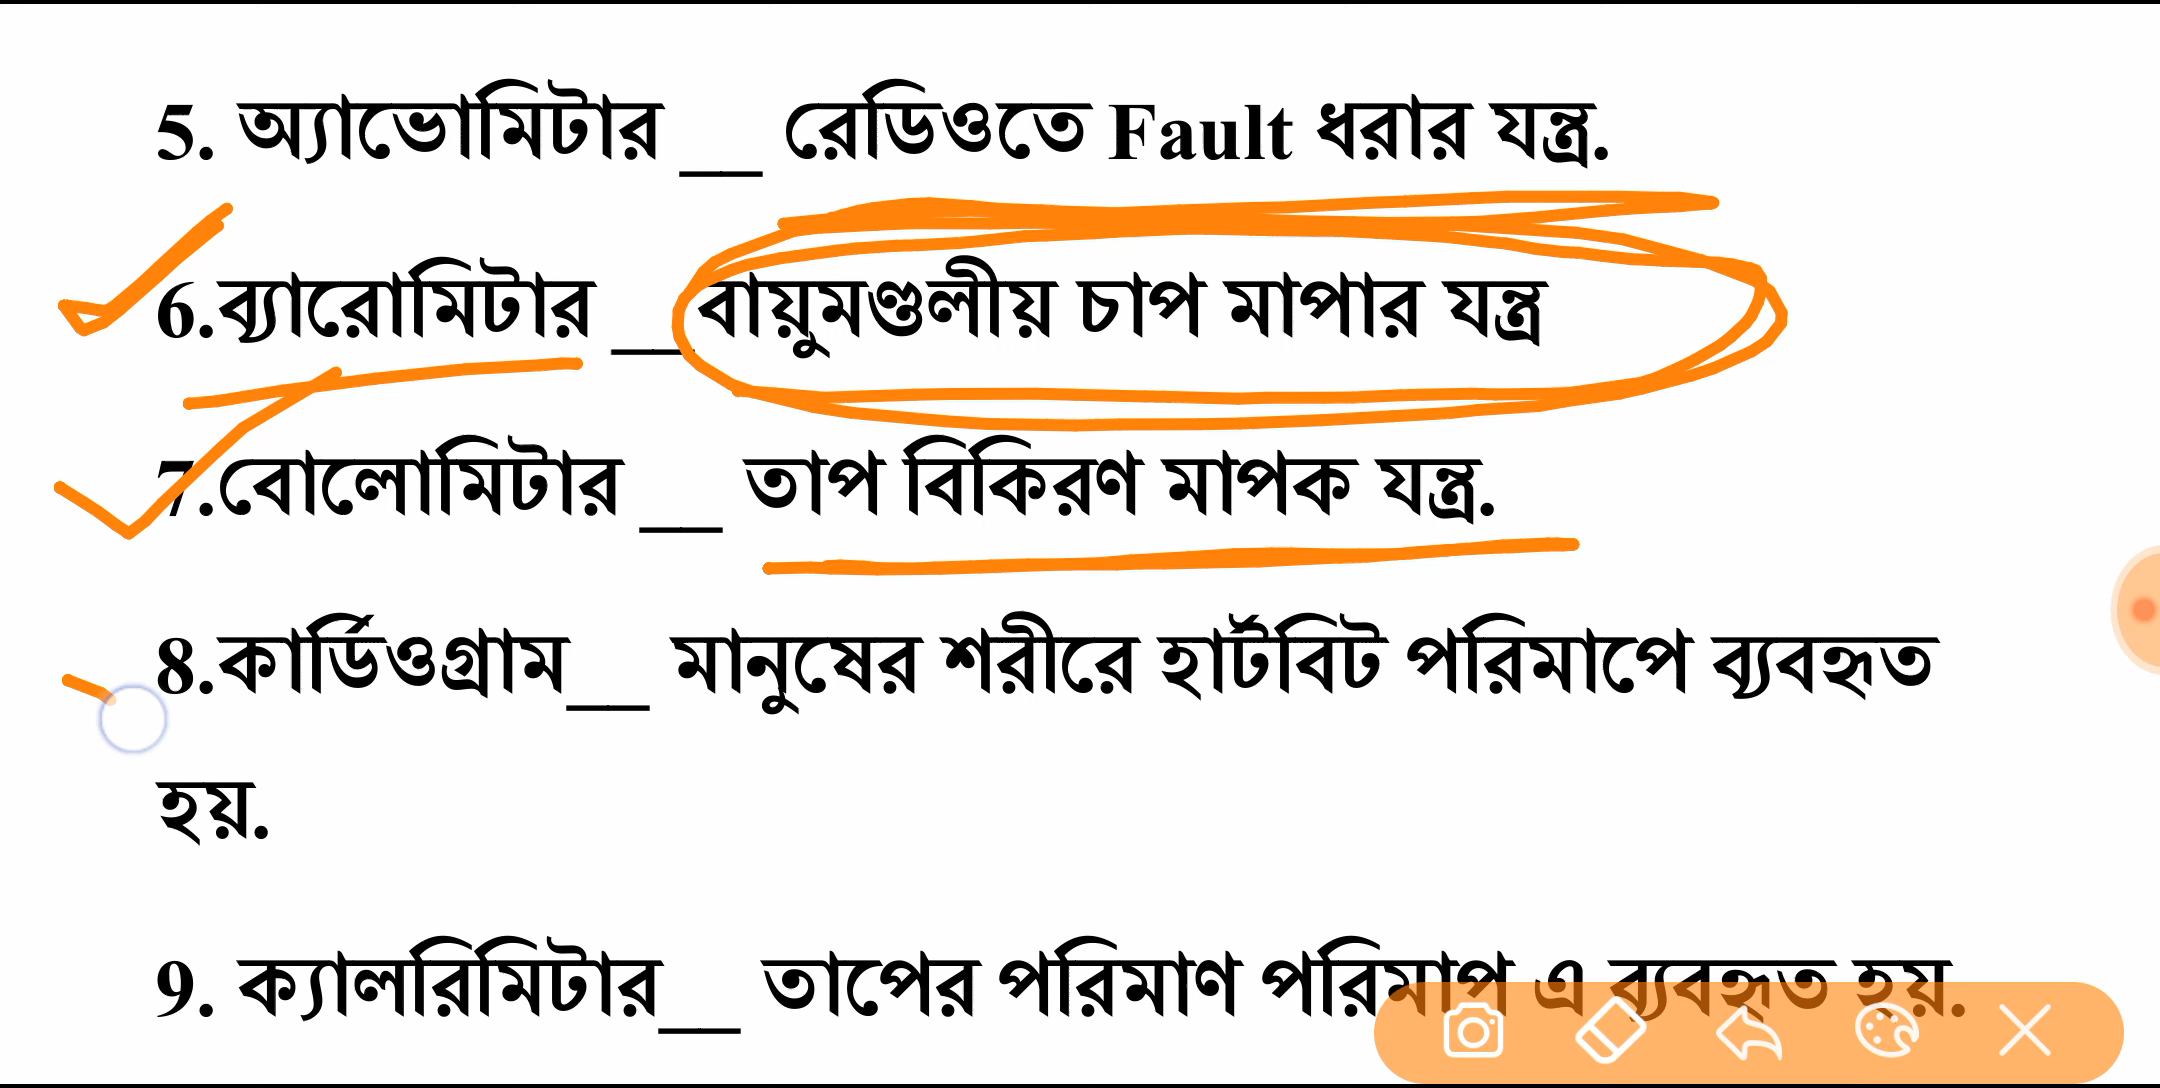 5. অ্যাভোমিটার __ রেডিওতে Fault ধরার যন্ত্র.
6.ব্যারোমিটার __বায়ুমণ্ডলীয় চাপ মাপার যন্ত্র
7.বোলোমিটার __ তাপ বিকিরণ মাপক যন্ত্র.
8.কার্ডিওগ্রাম__ মানুষের শরীরে হার্টবিট পরিমাপে ব্যবহৃত
হয়.
9. ক্যালরিমিটার__ তাপের পরিমাণ পরিমাপ এ ব্যবহৃত হয়.